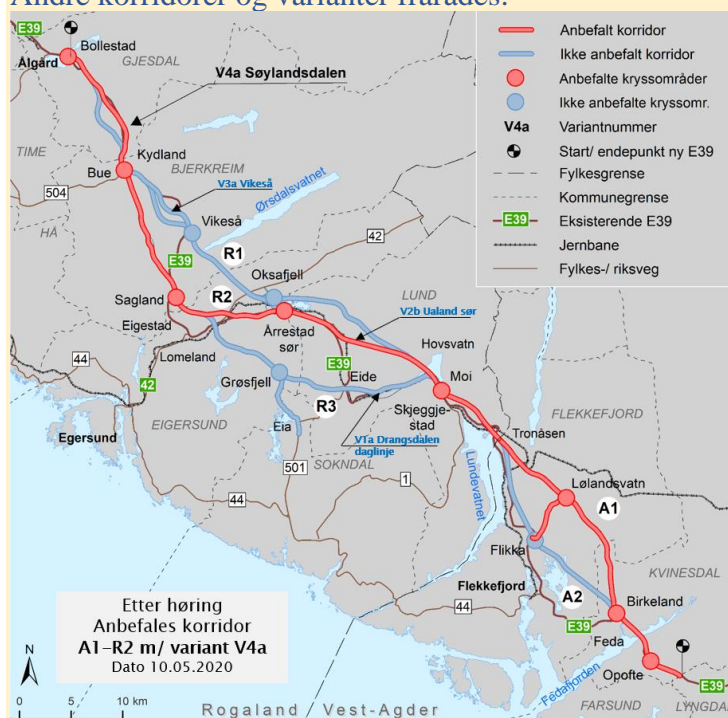 Andre korridorer og varianter frarådes.
E39
Bollestad
Ålgård
GJESDAL
V4a Søylandsdalen
TIME
Kydland
Bue
BJERKREIM
504
V3a Vikeså
Ørsdalsvatnet
HÅ
Vikeså
42
R1
E39
Oksafjell
Sagland
R2
LUND
V2b Ualand sør
Eigestad
Årrestad
sør
Hovsvatn
44
Lomeland
E39
Eide
Moi
Grøsfjell
42
R3
Skjeggje-
stad
FLEKKEFJORD
EIGERSUND
Egersund
Eia
V1a Drangsdålen
daglinje
Tronåsen
501
SOKNDAL
Lundevatnet
Lølandsvatn
1
A1
44
Flikka
KVINESDAL
A2
Flekkefjord
Birkeland
44
E39
Feda
Opofte
Fedafjorden
E39
FARSUND
LYNGDAL
Rogaland
Vest-Agder
Anbefalt korridor
Ikke anbefalt korridor
Anbefalte kryssområder
Ikke anbefalte kryssomr.
V4a
Variantnummer
Start/ endepunkt ny E39
Fylkesgrense
Kommunegrense
E39
Eksisterende E39
Jernbane
Fylkes-/ riksveg
Etter høring
Anbefales korridor
A1–R2 m/ variant V4a
Dato 10.05.2020
N
0 5 10 km